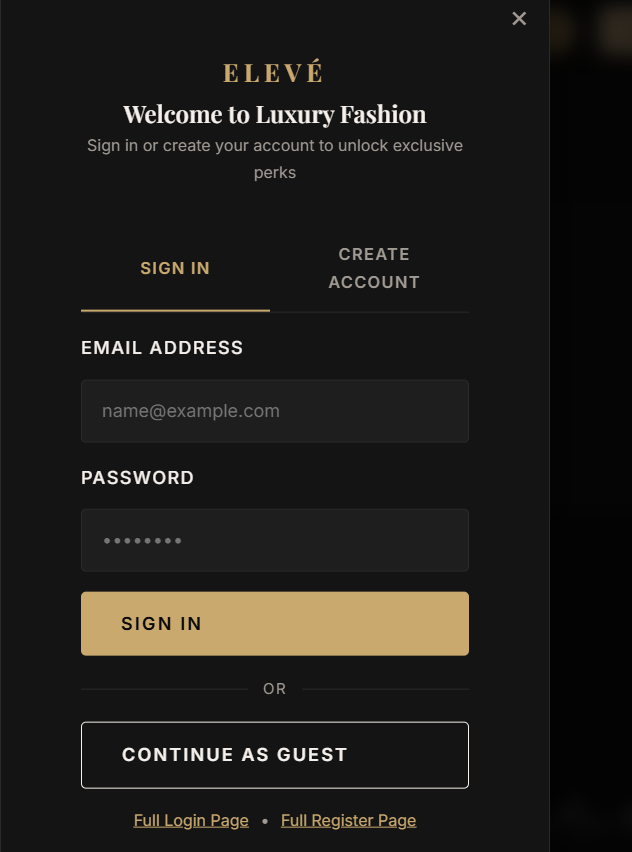 ELEVÉ
Welcome to Luxury Fashion
Sign in or create your account to unlock exclusive
perks
SIGN IN
CREATE
ACCOUNT
EMAIL ADDRESS
name@example.com
PASSWORD
••••••••
SIGN IN
OR
CONTINUE AS GUEST
Full Login Page • Full Register Page